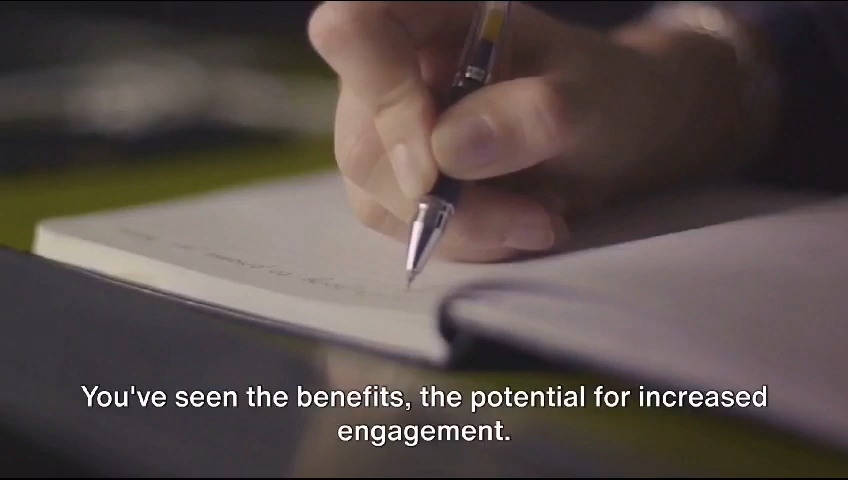 You've seen the benefits, the potential for increased
engagement.